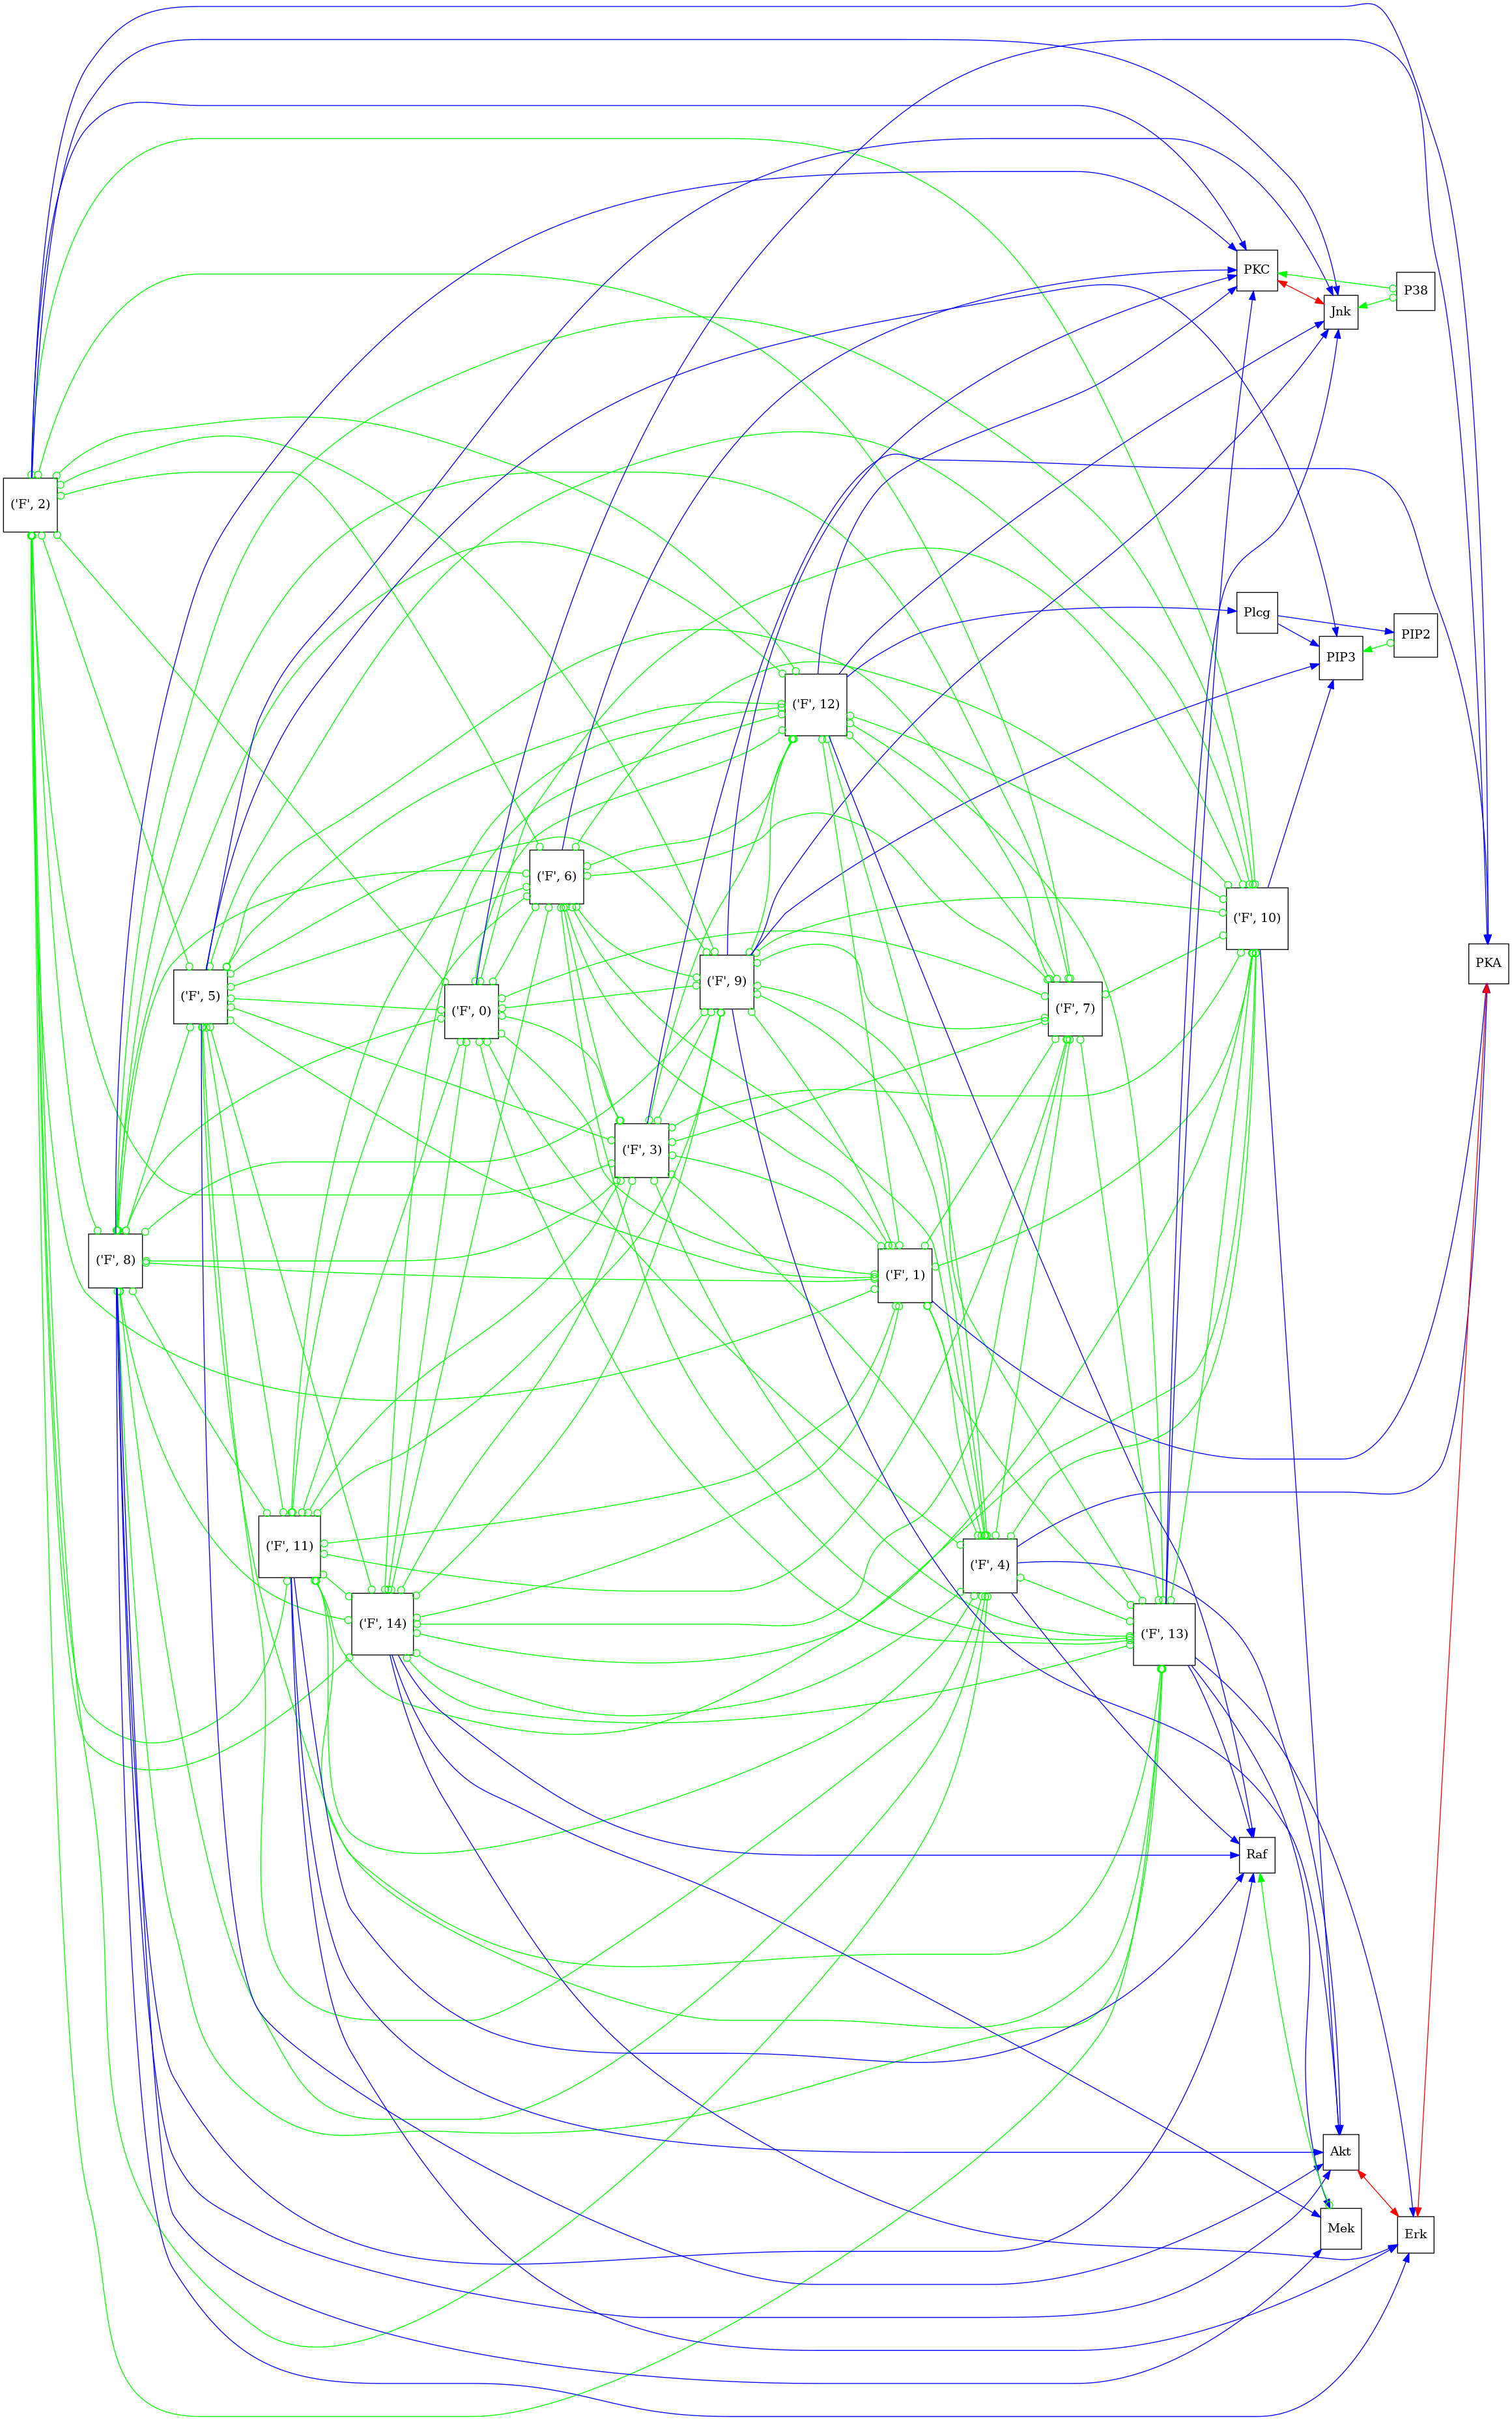 PKC
P38
Jnk
('F', 2)
Plcg
PIP2
PIP3
('F', 12)
('F', 6)
('F', 10)
PKA
('F', 9)
('F', 5)
('F', 0)
('F', 7)
('F', 3)
('F', 8)
('F', 1)
('F', 11)
('F', 4)
('F', 14)
('F', 13)
Raf
Akt
Mek
Erk